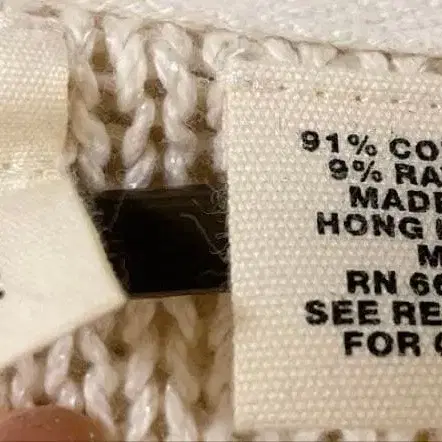 91% CO
9% RA
MADE
HONG
M
RN 66
SEE RE
FOR